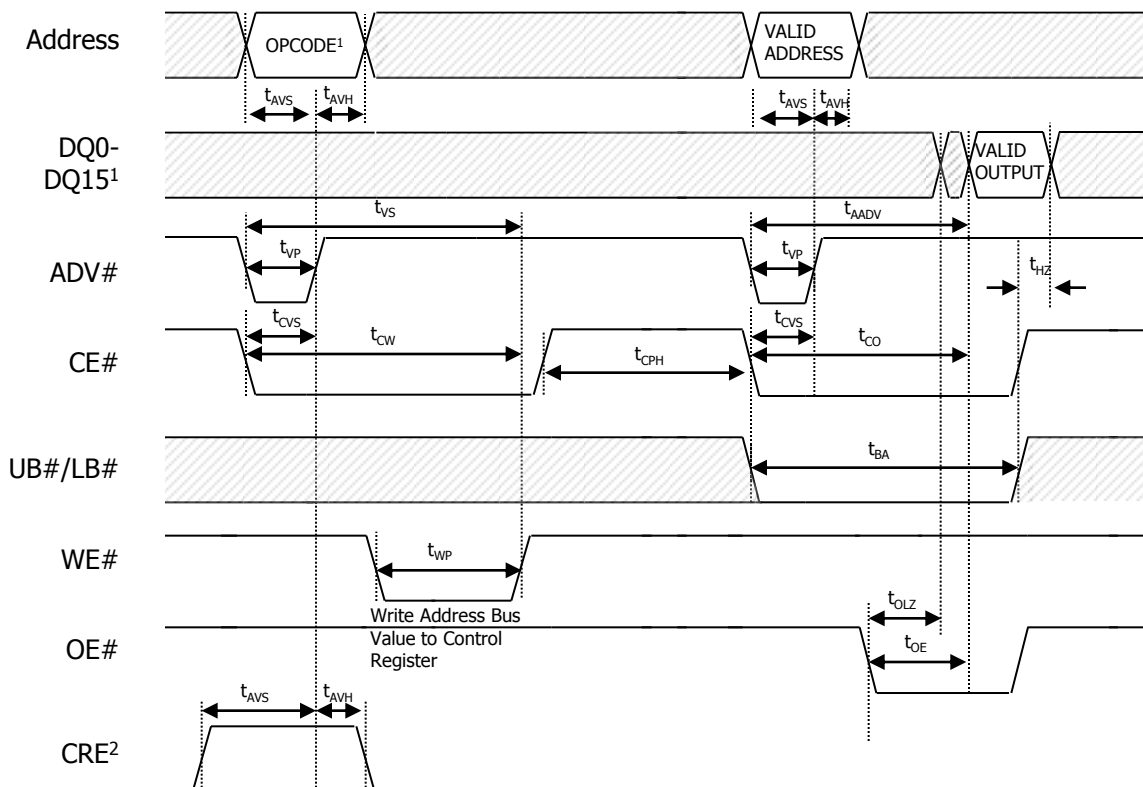 Address
OPCODE¹
VALID
ADDRESS
tAVS
tAVH
tAVS
tAVH
DQ0-
DQ15¹
VALID
OUTPUT
tVS
tAADV
ADV#
tVP
tVP
tHZ
tCVS
tCW
tCVS
tCO
CE#
tCPH
UB#/LB#
tBA
WE#
tWP
Write Address Bus
Value to Control
Register
tOLZ
OE#
tOE
tAVS
tAVH
CRE²